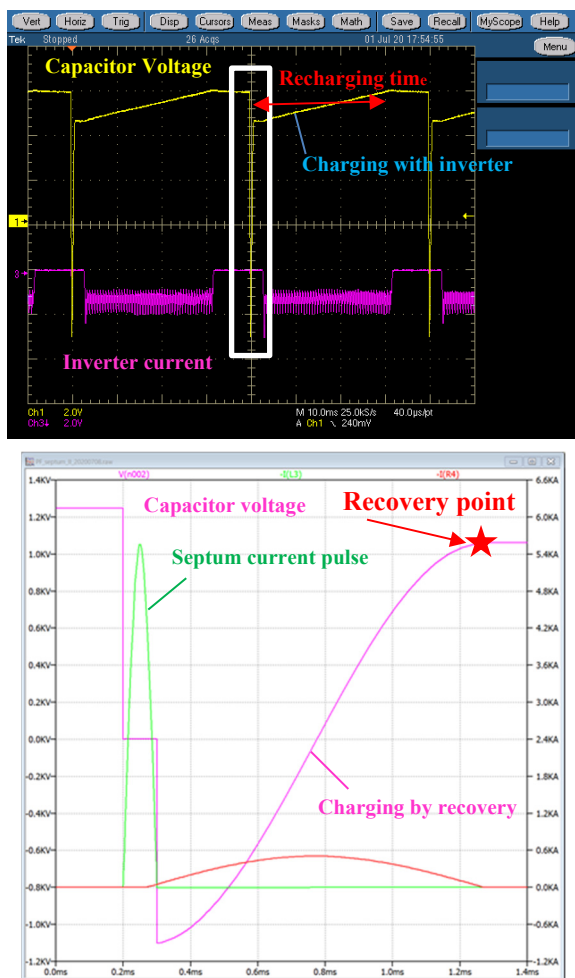 Vert Horiz Trig Disp Cursors Meas Masks Math Save Recall MyScope Help
Tek Stopped 26 Acqs 01 Jul 20 17:54:55
Menu
Capacitor Voltage
Recharging time
Charging with inverter
1
3
Inverter current
Ch1 2.0V M 10.0ms 25.0kS/s 40.0µs/pt
Ch3 2.0V A Ch1 240mV
V(n002) -I(L3) -I(R4)
1.4KV 6.6KA
1.2KV 6.0KA
Capacitor voltage
Recovery point
1.0KV 5.4KA
Septum current pulse
0.8KV 4.8KA
0.6KV 4.2KA
0.4KV 3.6KA
0.2KV 3.0KA
0.0KV 2.4KA
-0.2KV 1.8KA
Charging by recovery
-0.4KV 1.2KA
-0.6KV 0.6KA
-0.8KV 0.0KA
-1.0KV -0.6KA
-1.2KV -1.2KA
0.0ms 0.2ms 0.4ms 0.6ms 0.8ms 1.0ms 1.2ms 1.4ms